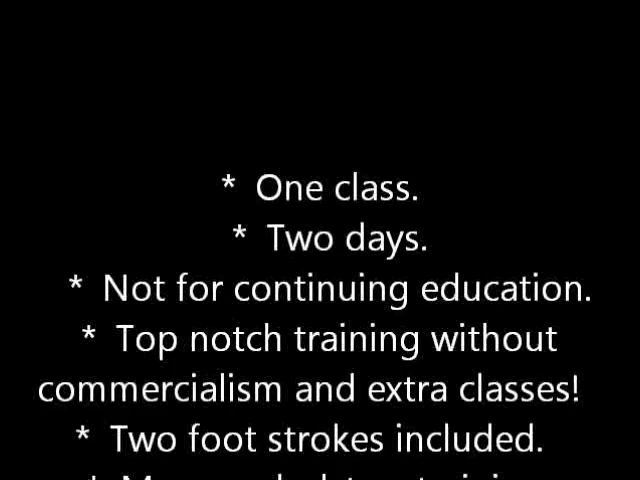 * One class.
* Two days.
* Not for continuing education.
* Top notch training without
commercialism and extra classes!
* Two foot strokes included.
*